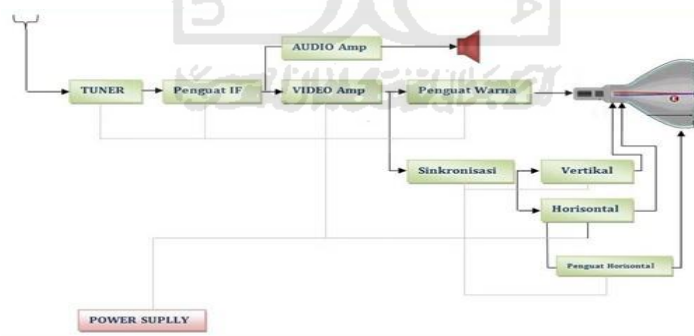 AUDIO Amp
TUNER
Penguat IF
VIDEO Amp
Penguat Warna
Sinkronisasi
Vertikal
Horisontal
Penguat Horisontal
POWER SUPLLY